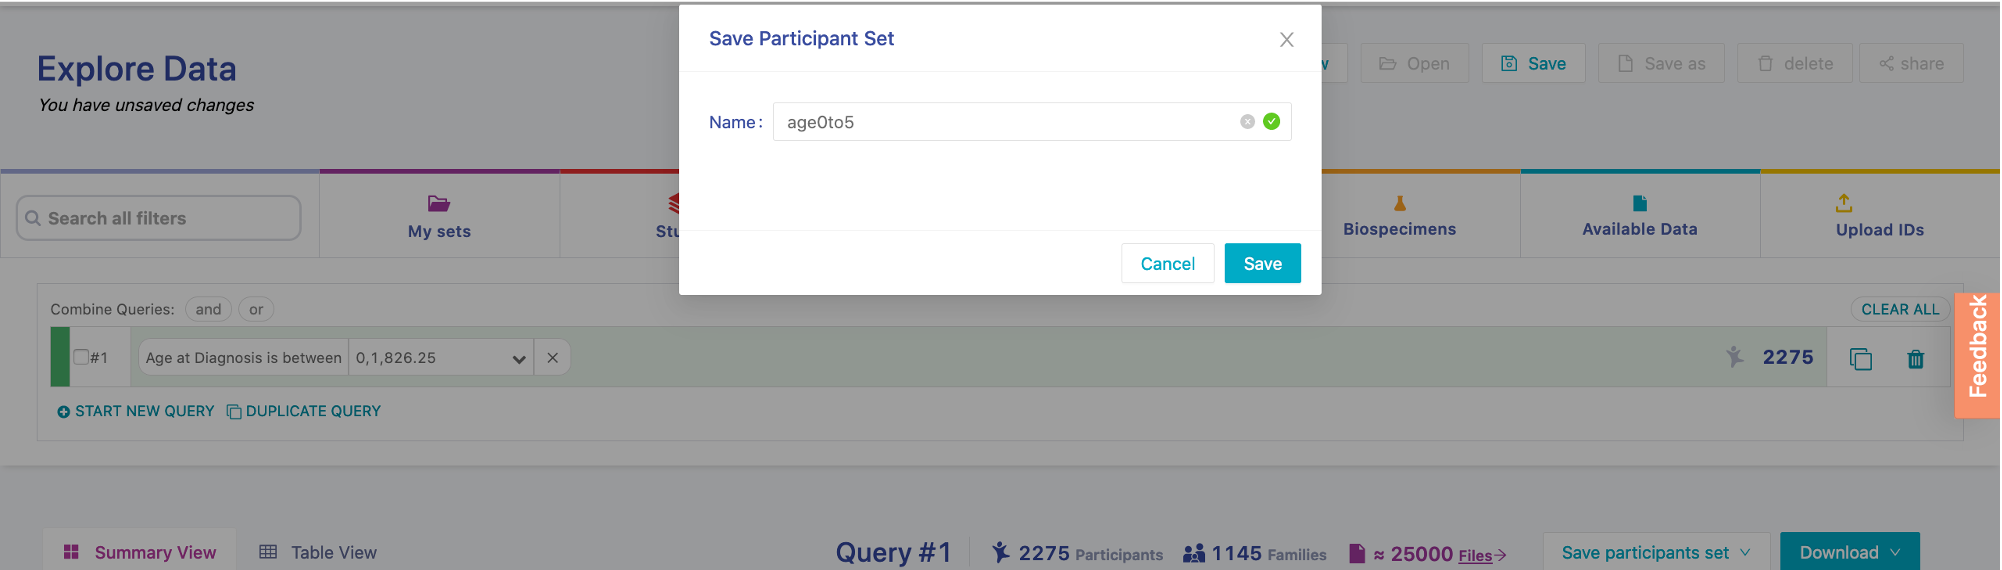 Save Participant Set
Explore Data
You have unsaved changes
Open
Save
Save as
delete
share
Name:
age0to5
Search all filters
My sets
Biospecimens
Available Data
Upload IDs
Cancel
Save
Combine Queries:
and
or
CLEAR ALL
#1
Age at Diagnosis is between
0,1,826.25
2275
Feedback
START NEW QUERY
DUPLICATE QUERY
Summary View
Table View
Query #1
2275 Participants
1145 Families
≈ 25000 Files
Save participants set
Download